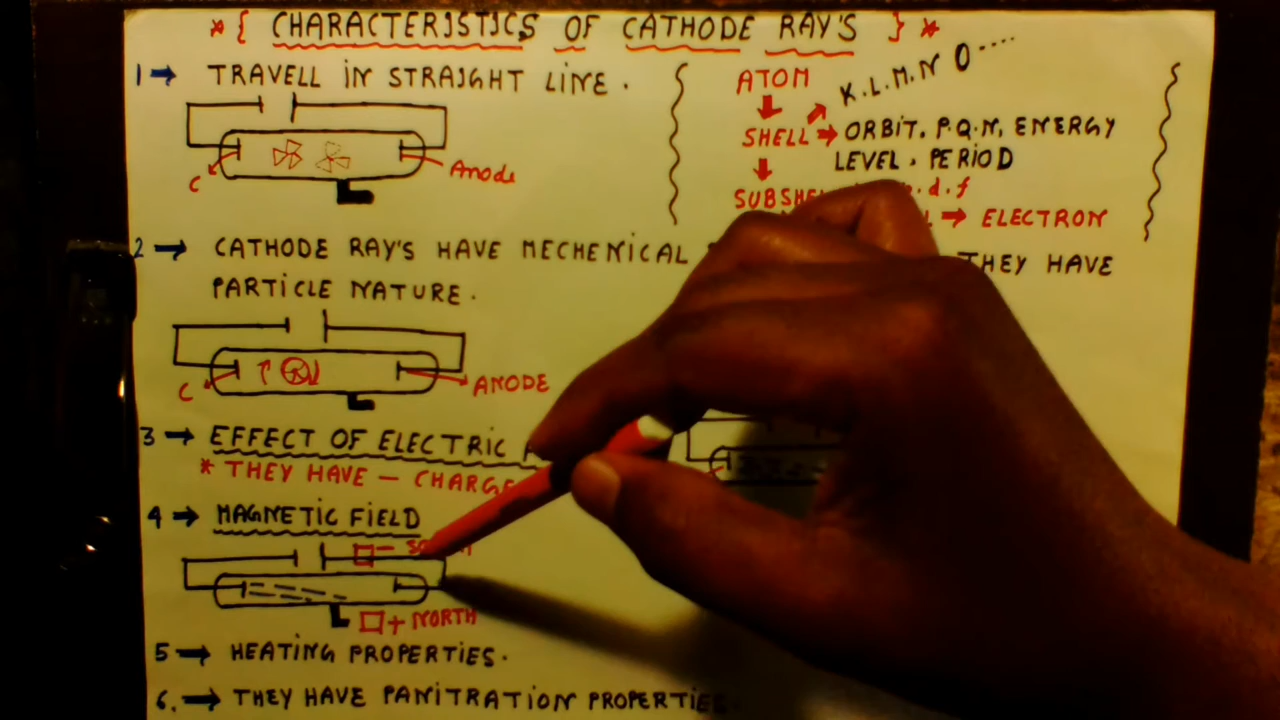 * { CHARACTERISTICS OF CATHODE RAY'S } *
1 → TRAVELL IN STRAIGHT LINE.
C
Anode
ATOM
K.L.M.N O....
SHELL → ORBIT. P.Q.N, ENERGY
LEVEL. PERIOD
d.f
→ ELECTRON
2 → CATHODE RAY'S HAVE MECHENICAL
THEY HAVE
PARTICLE NATURE.
C
ANODE
3 → EFFECT OF ELECTRIC
* THEY HAVE - CHARGE
4 → MAGNETIC FIELD
+ NORTH
5 → HEATING PROPERTIES.
6. → THEY HAVE PANITRATION PROPERTIES.